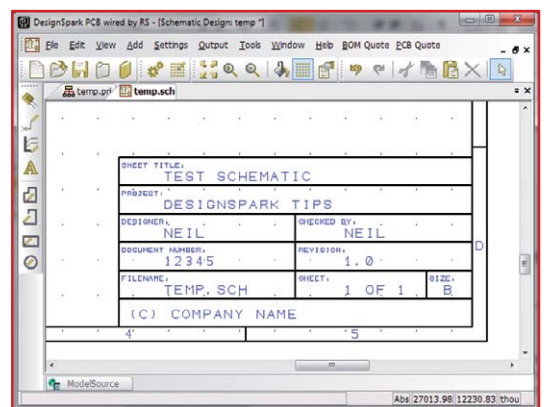 DesignSpark PCB wired by RS - [Schematic Design: temp *]
File Edit View Add Settings Output Tools Window Help BOM Quote PCB Quote
temp.prj temp.sch
SHEET TITLE:
TEST SCHEMATIC
PROJECT:
DESIGNSPARK TIPS
DESIGNER: CHECKED BY:
NEIL NEIL
DOCUMENT NUMBER: REVISION:
12345 1.0
D
FILENAME: SHEET: SIZE:
TEMP.SCH 1 OF 1 B
(C) COMPANY NAME
4 5
ModelSource
Abs 27013.98 12230.83 thou